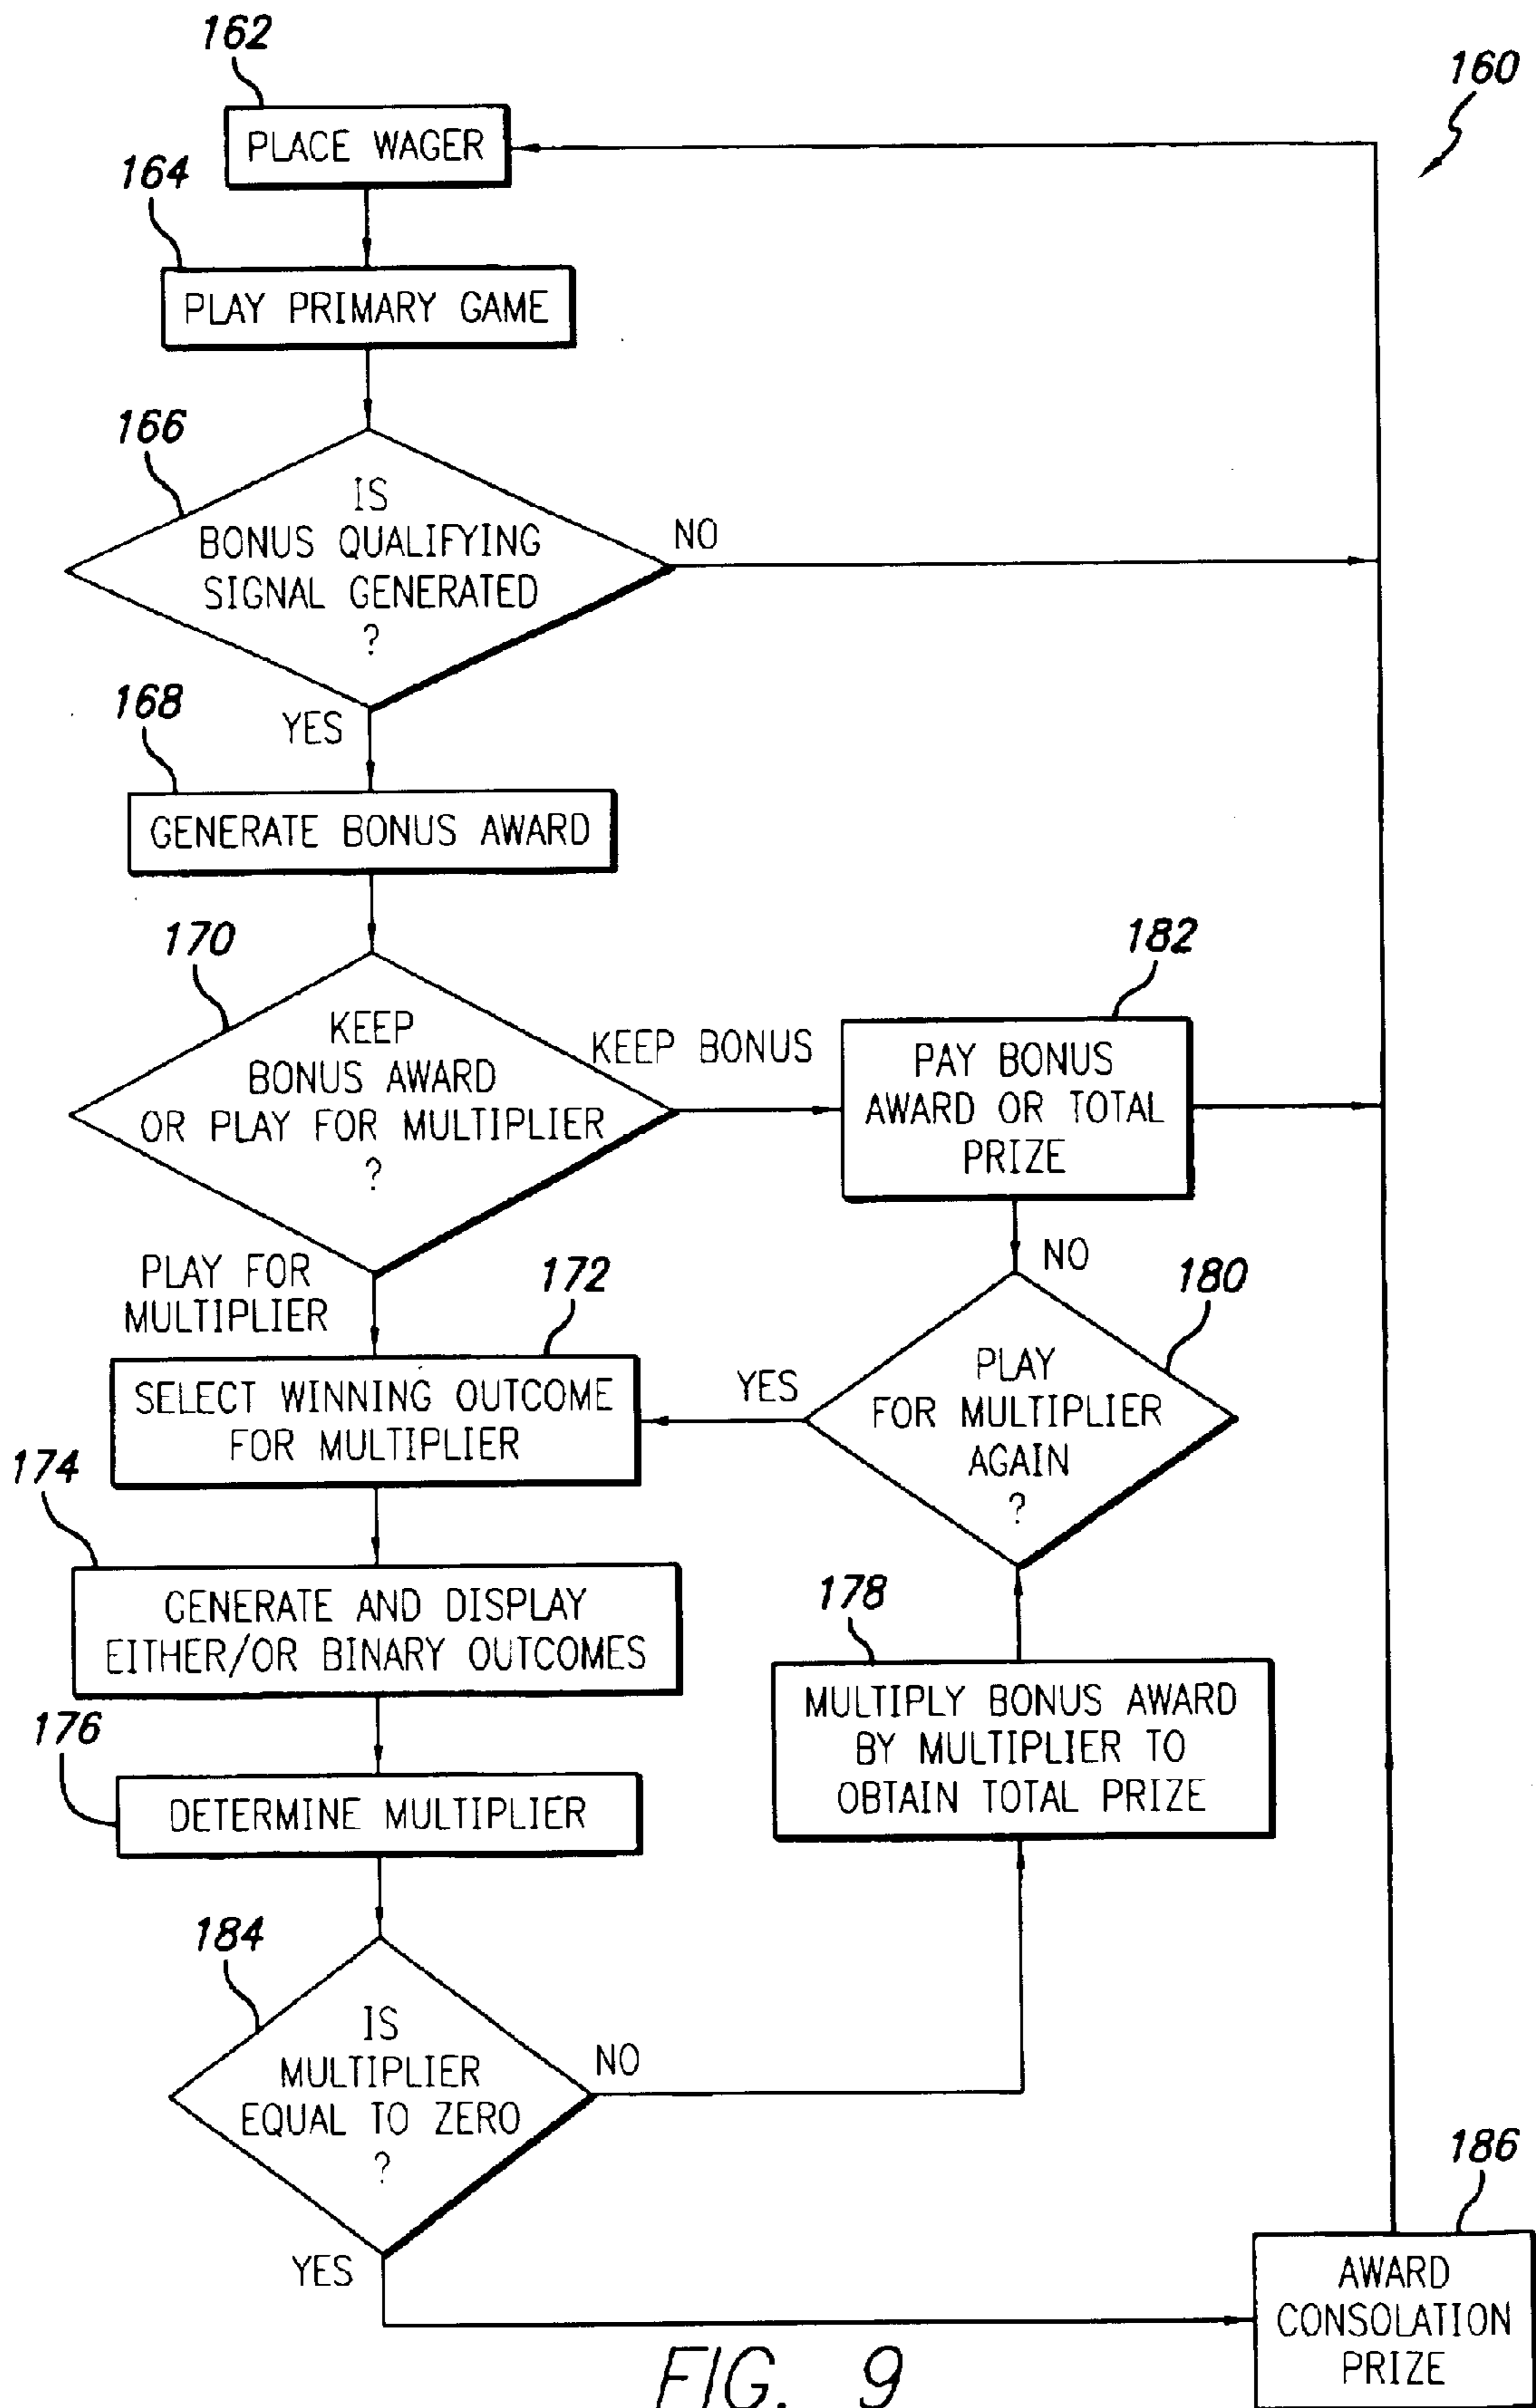 162
160
PLACE WAGER
164
PLAY PRIMARY GAME
166
IS
BONUS QUALIFYING
SIGNAL GENERATED
?
NO
YES
168
GENERATE BONUS AWARD
170
KEEP
BONUS AWARD
OR PLAY FOR MULTIPLIER
?
KEEP BONUS
182
PAY BONUS
AWARD OR TOTAL
PRIZE
PLAY FOR
MULTIPLIER
NO
172
180
SELECT WINNING OUTCOME
FOR MULTIPLIER
YES
PLAY
FOR MULTIPLIER
AGAIN
?
174
GENERATE AND DISPLAY
EITHER/OR BINARY OUTCOMES
178
MULTIPLY BONUS AWARD
BY MULTIPLIER TO
OBTAIN TOTAL PRIZE
176
DETERMINE MULTIPLIER
184
IS
MULTIPLIER
EQUAL TO ZERO
?
NO
YES
186
AWARD
CONSOLATION
PRIZE
FIG. 9